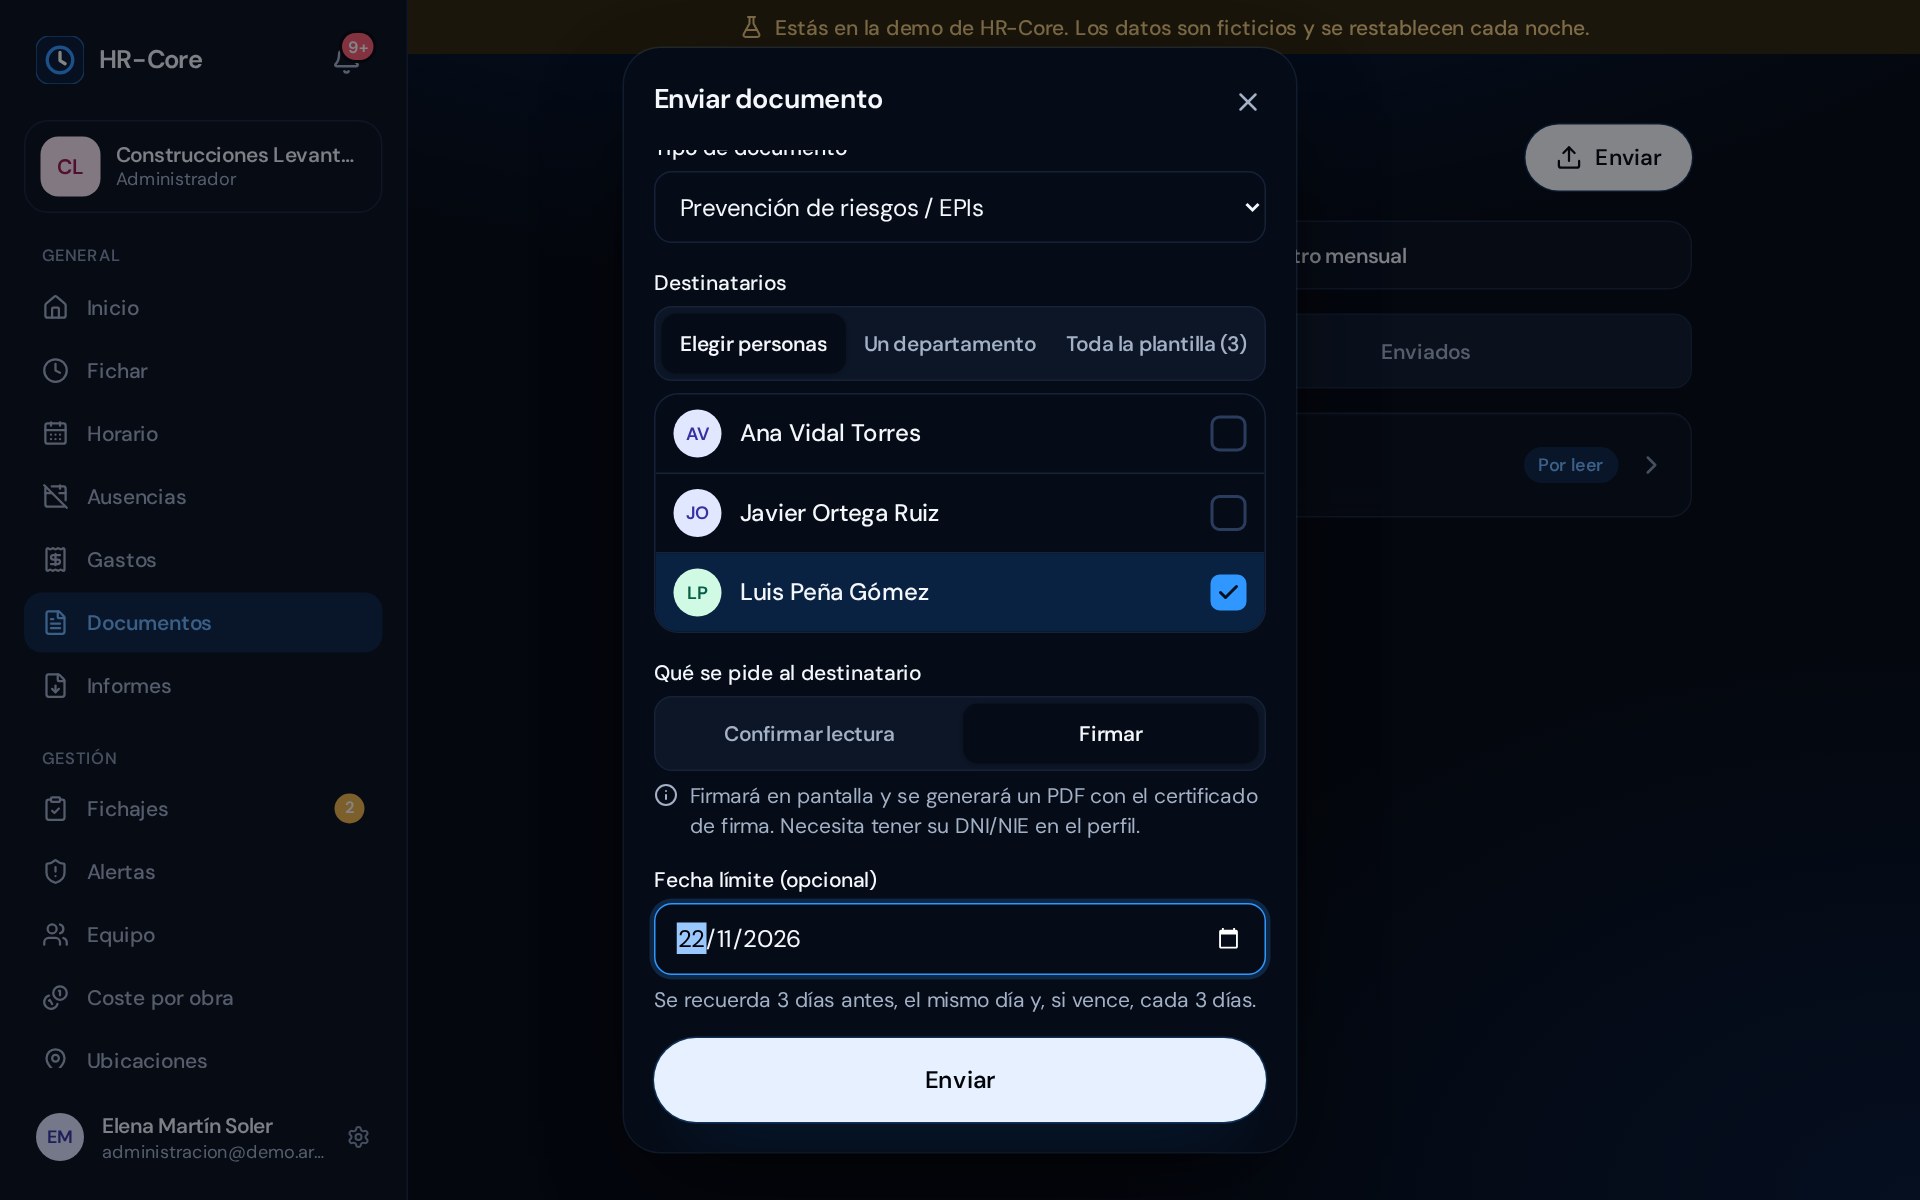 HR-Core
9+
CL
Construcciones Levant...
Administrador
GENERAL
Inicio
Fichar
Horario
Ausencias
Gastos
Documentos
Informes
GESTIÓN
Fichajes
2
Alertas
Equipo
Coste por obra
Ubicaciones
EM
Elena Martín Soler
administracion@demo.ar...
Estás en la demo de HR-Core. Los datos son ficticios y se restablecen cada noche.
Enviar
tro mensual
Enviados
Por leer
Enviar documento
Tipo de documento
Prevención de riesgos / EPIs
Destinatarios
Elegir personas
Un departamento
Toda la plantilla (3)
AV
Ana Vidal Torres
JO
Javier Ortega Ruiz
LP
Luis Peña Gómez
Qué se pide al destinatario
Confirmar lectura
Firmar
Firmará en pantalla y se generará un PDF con el certificado
de firma. Necesita tener su DNI/NIE en el perfil.
Fecha límite (opcional)
22/11/2026
Se recuerda 3 días antes, el mismo día y, si vence, cada 3 días.
Enviar